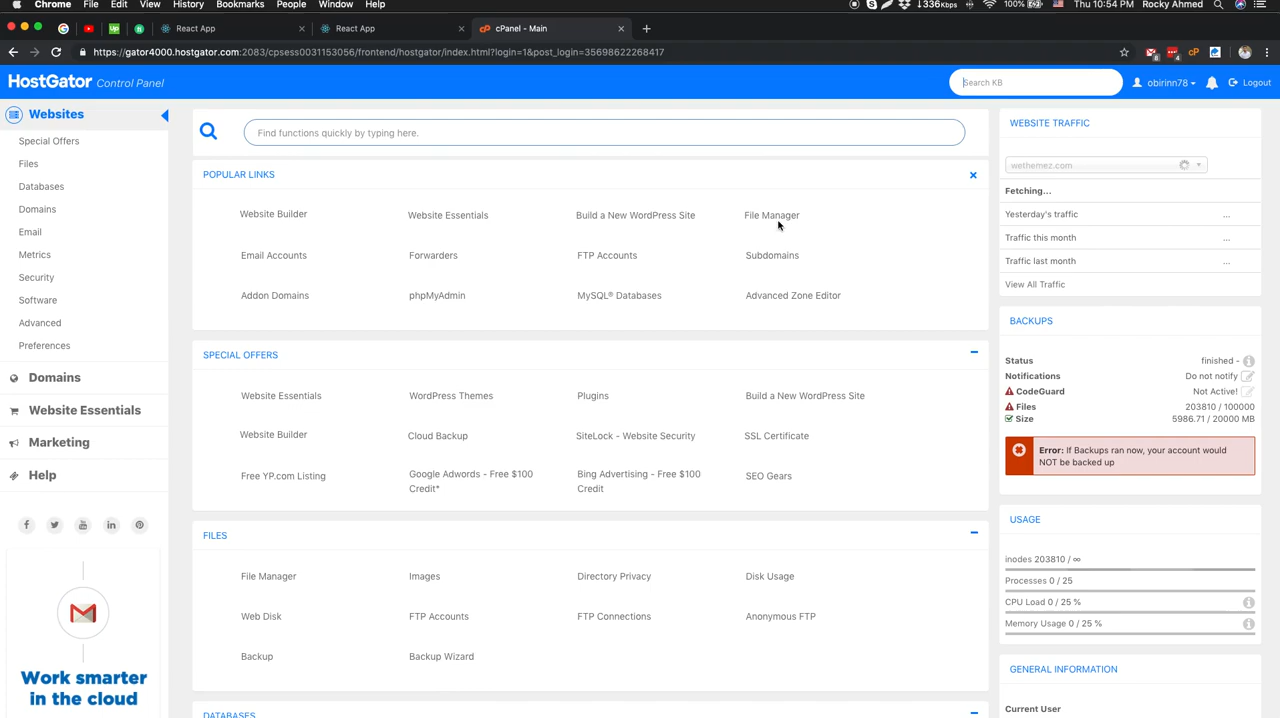 Chrome File Edit View History Bookmarks People Window Help
336Kbps 100% Thu 10:54 PM Rocky Ahmed
React App
React App
cPanel - Main
https://gator4000.hostgator.com:2083/cpsess0031153056/frontend/hostgator/index.html?login=1&post_login=35698622268417
HostGator Control Panel
Search KB
obirinn78
Logout
Websites
Special Offers
Files
Databases
Domains
Email
Metrics
Security
Software
Advanced
Preferences
Domains
Website Essentials
Marketing
Help
Work smarter
in the cloud
Find functions quickly by typing here.
POPULAR LINKS
Website Builder
Website Essentials
Build a New WordPress Site
File Manager
Email Accounts
Forwarders
FTP Accounts
Subdomains
Addon Domains
phpMyAdmin
MySQL® Databases
Advanced Zone Editor
SPECIAL OFFERS
Website Essentials
WordPress Themes
Plugins
Build a New WordPress Site
Website Builder
Cloud Backup
SiteLock - Website Security
SSL Certificate
Free YP.com Listing
Google Adwords - Free $100
Credit*
Bing Advertising - Free $100
Credit
SEO Gears
FILES
File Manager
Images
Directory Privacy
Disk Usage
Web Disk
FTP Accounts
FTP Connections
Anonymous FTP
Backup
Backup Wizard
DATABASES
WEBSITE TRAFFIC
wethemez.com
Fetching...
Yesterday's traffic ...
Traffic this month ...
Traffic last month ...
View All Traffic
BACKUPS
Status finished -
Notifications Do not notify
CodeGuard Not Active!
Files 203810 / 100000
Size 5986.71 / 20000 MB
Error: If Backups ran now, your account would
NOT be backed up
USAGE
inodes 203810 / ∞
Processes 0 / 25
CPU Load 0 / 25 %
Memory Usage 0 / 25 %
GENERAL INFORMATION
Current User